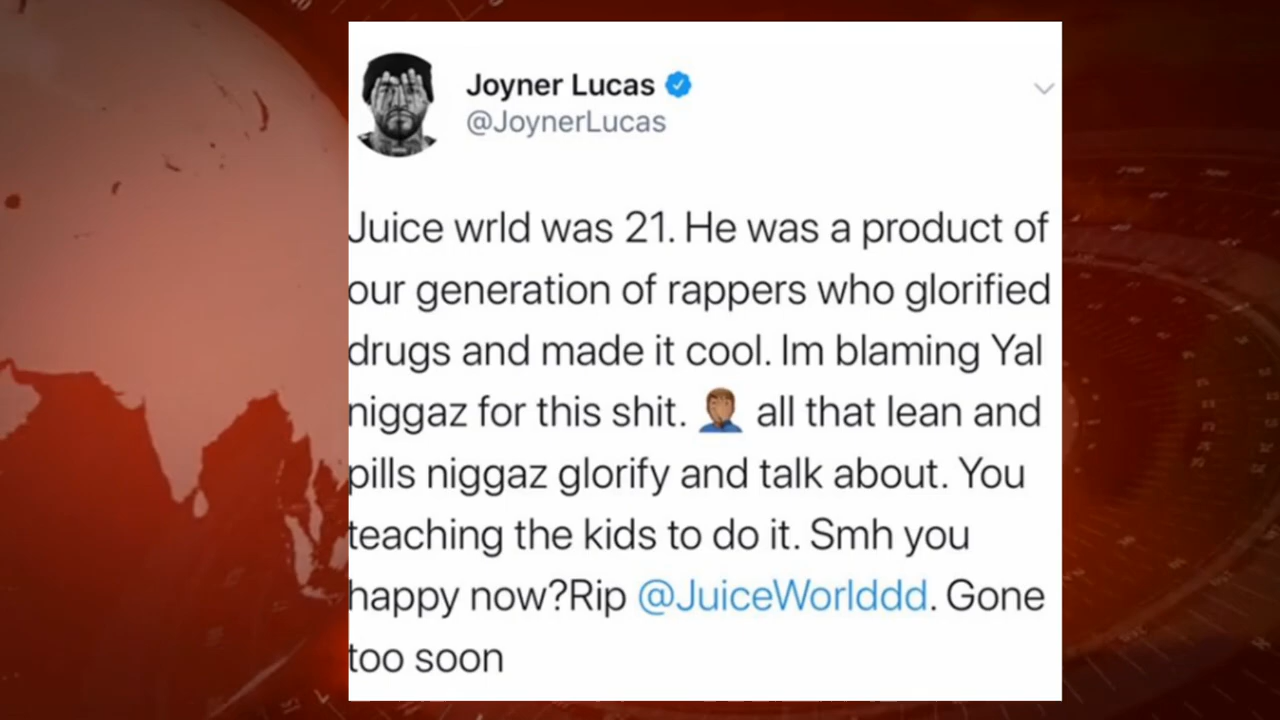 Joyner Lucas
@JoynerLucas
Juice wrld was 21. He was a product of
our generation of rappers who glorified
drugs and made it cool. Im blaming Yal
niggaz for this shit. 🤦🏽‍♂️ all that lean and
pills niggaz glorify and talk about. You
teaching the kids to do it. Smh you
happy now?Rip @JuiceWorlddd. Gone
too soon